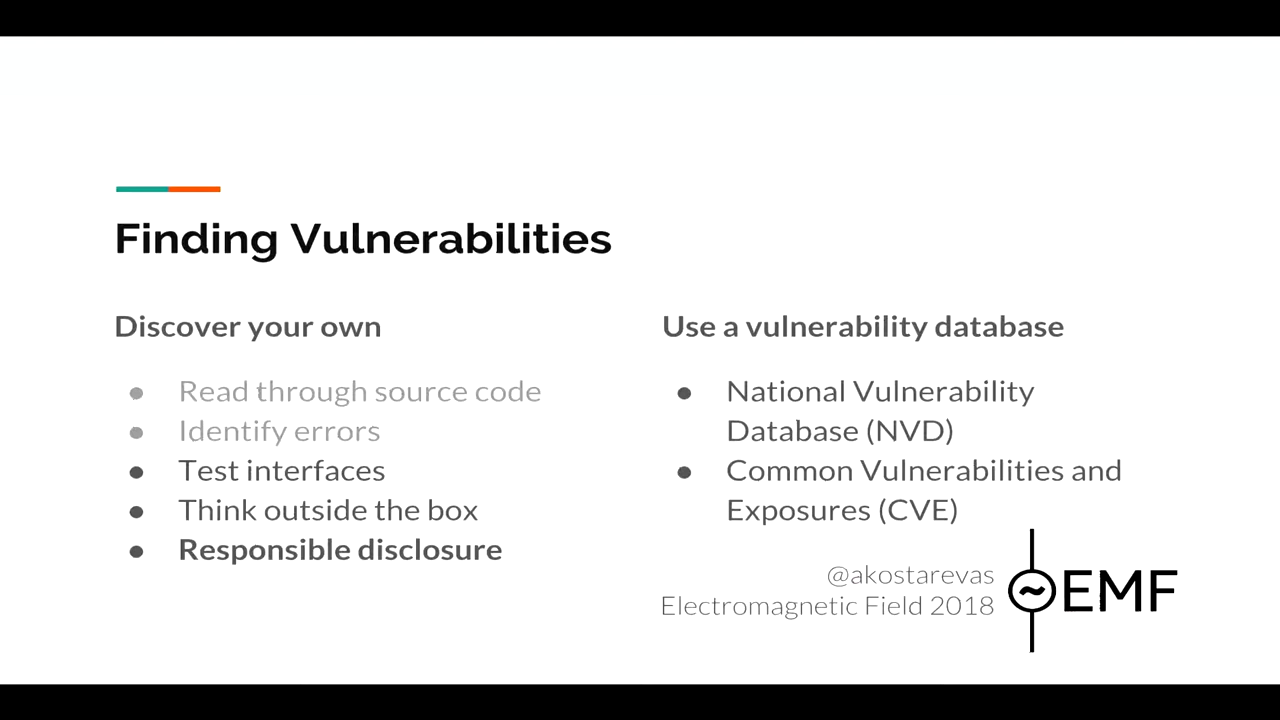 Finding Vulnerabilities
Discover your own
● Read through source code
● Identify errors
● Test interfaces
● Think outside the box
● Responsible disclosure
Use a vulnerability database
● National Vulnerability
Database (NVD)
● Common Vulnerabilities and
Exposures (CVE)
@akostarevas
Electromagnetic Field 2018
EMF